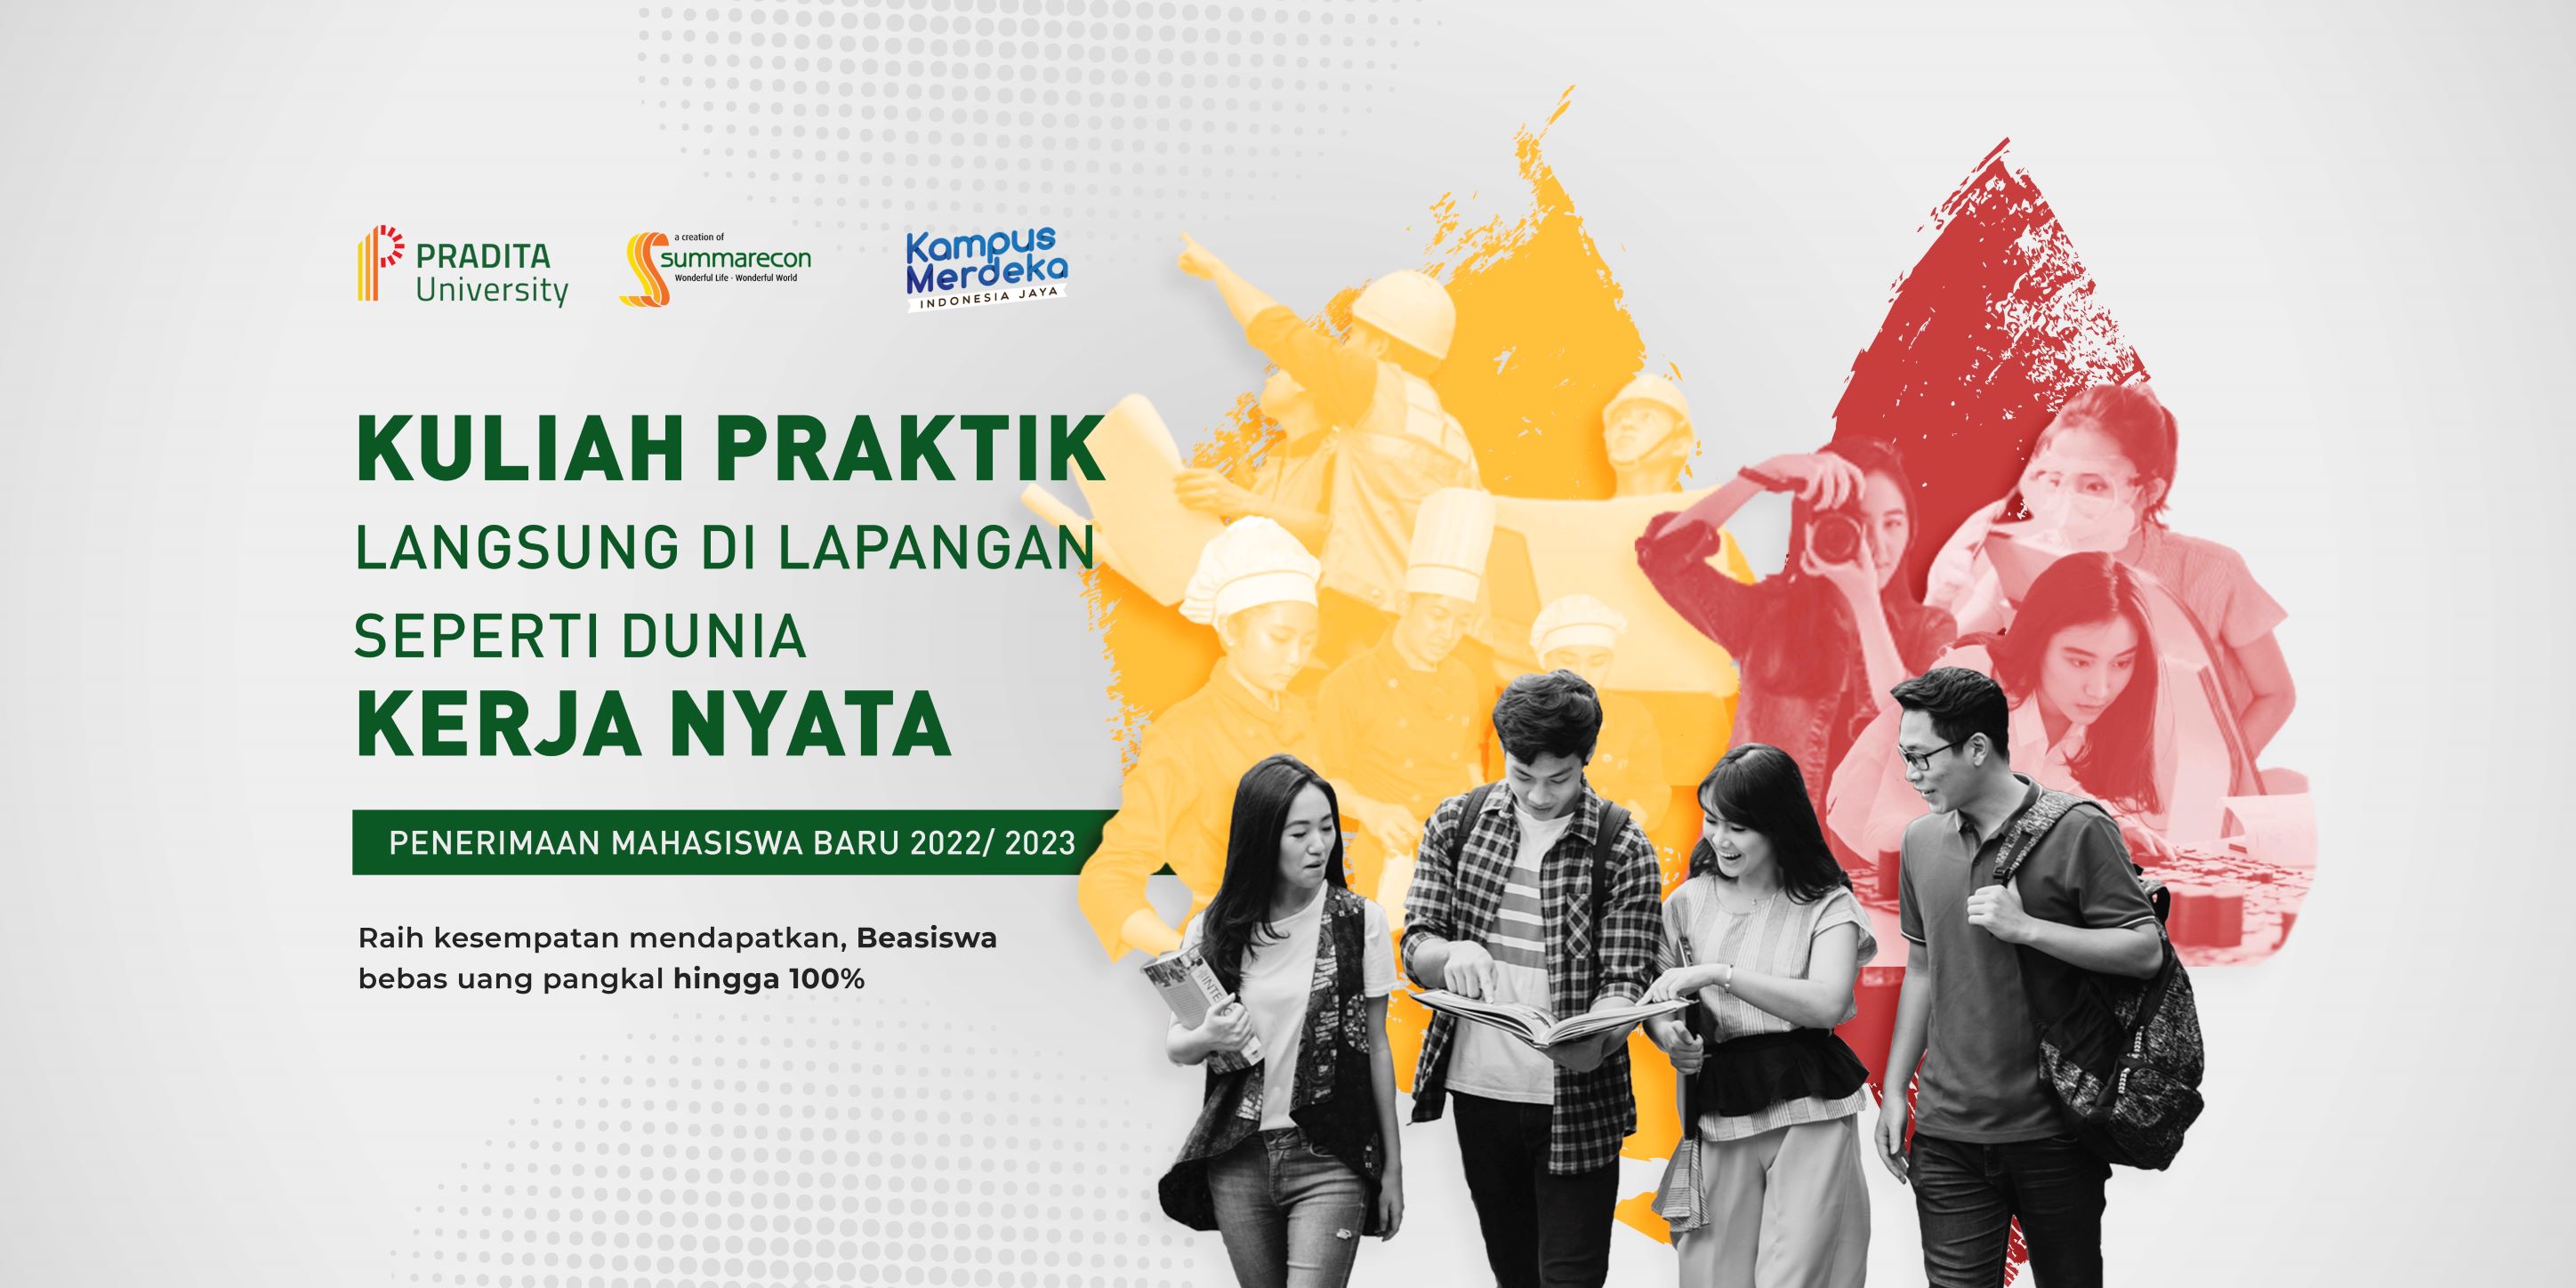 PRADITA
University
a creation of
summarecon
Wonderful Life - Wonderful World
Kampus
Merdeka
INDONESIA JAYA
KULIAH PRAKTIK
LANGSUNG DI LAPANGAN
SEPERTI DUNIA
KERJA NYATA
PENERIMAAN MAHASISWA BARU 2022/ 2023
Raih kesempatan mendapatkan, Beasiswa
bebas uang pangkal hingga 100%